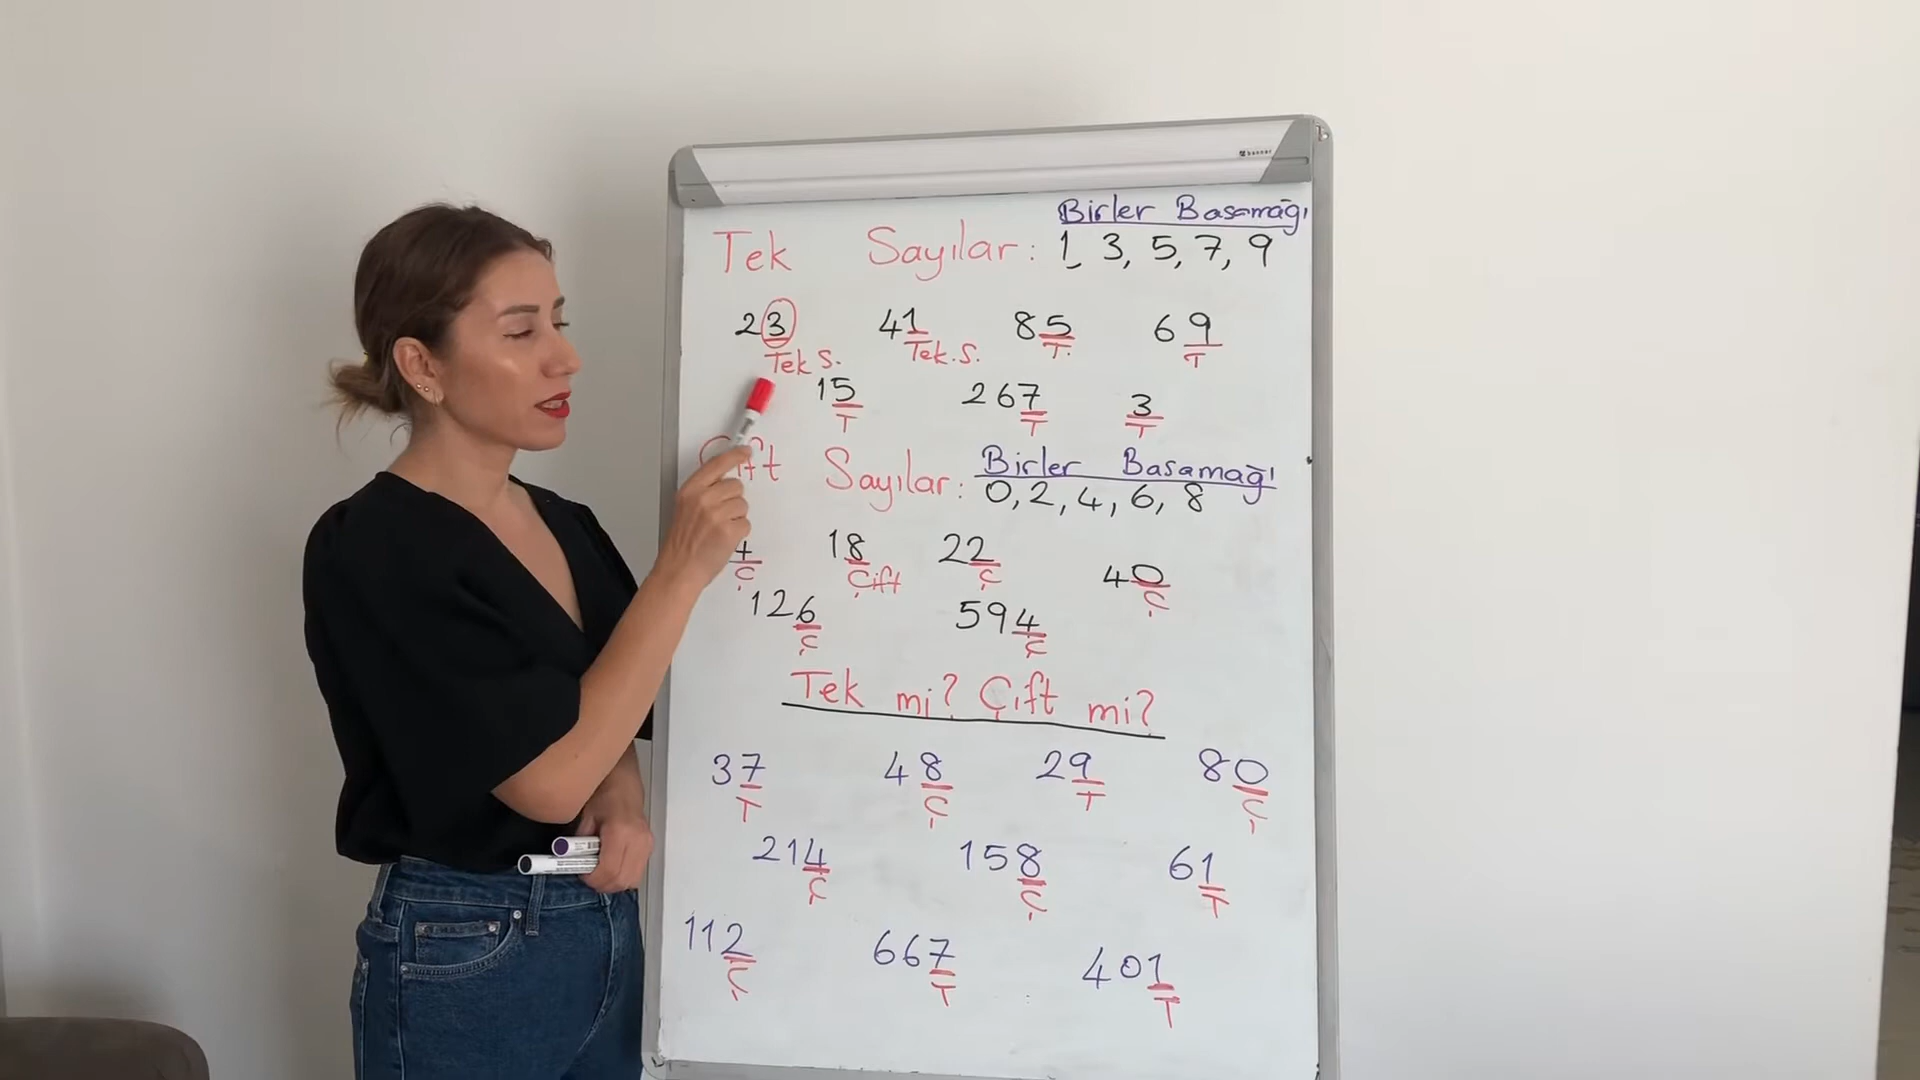 banner
Birler Basamağı
Tek Sayılar: 1, 3, 5, 7, 9
23 41 85 69
Tek S. Tek.S. T. T
15 267 3
T T T
Çift Sayılar: Birler Basamağı
0, 2, 4, 6, 8
18 22 40
Ç Çift Ç Ç
126 594
Ç Ç
Tek mi? Çift mi?
37 48 29 80
T Ç T Ç
214 158 61
Ç Ç T
112 667 401
Ç T T